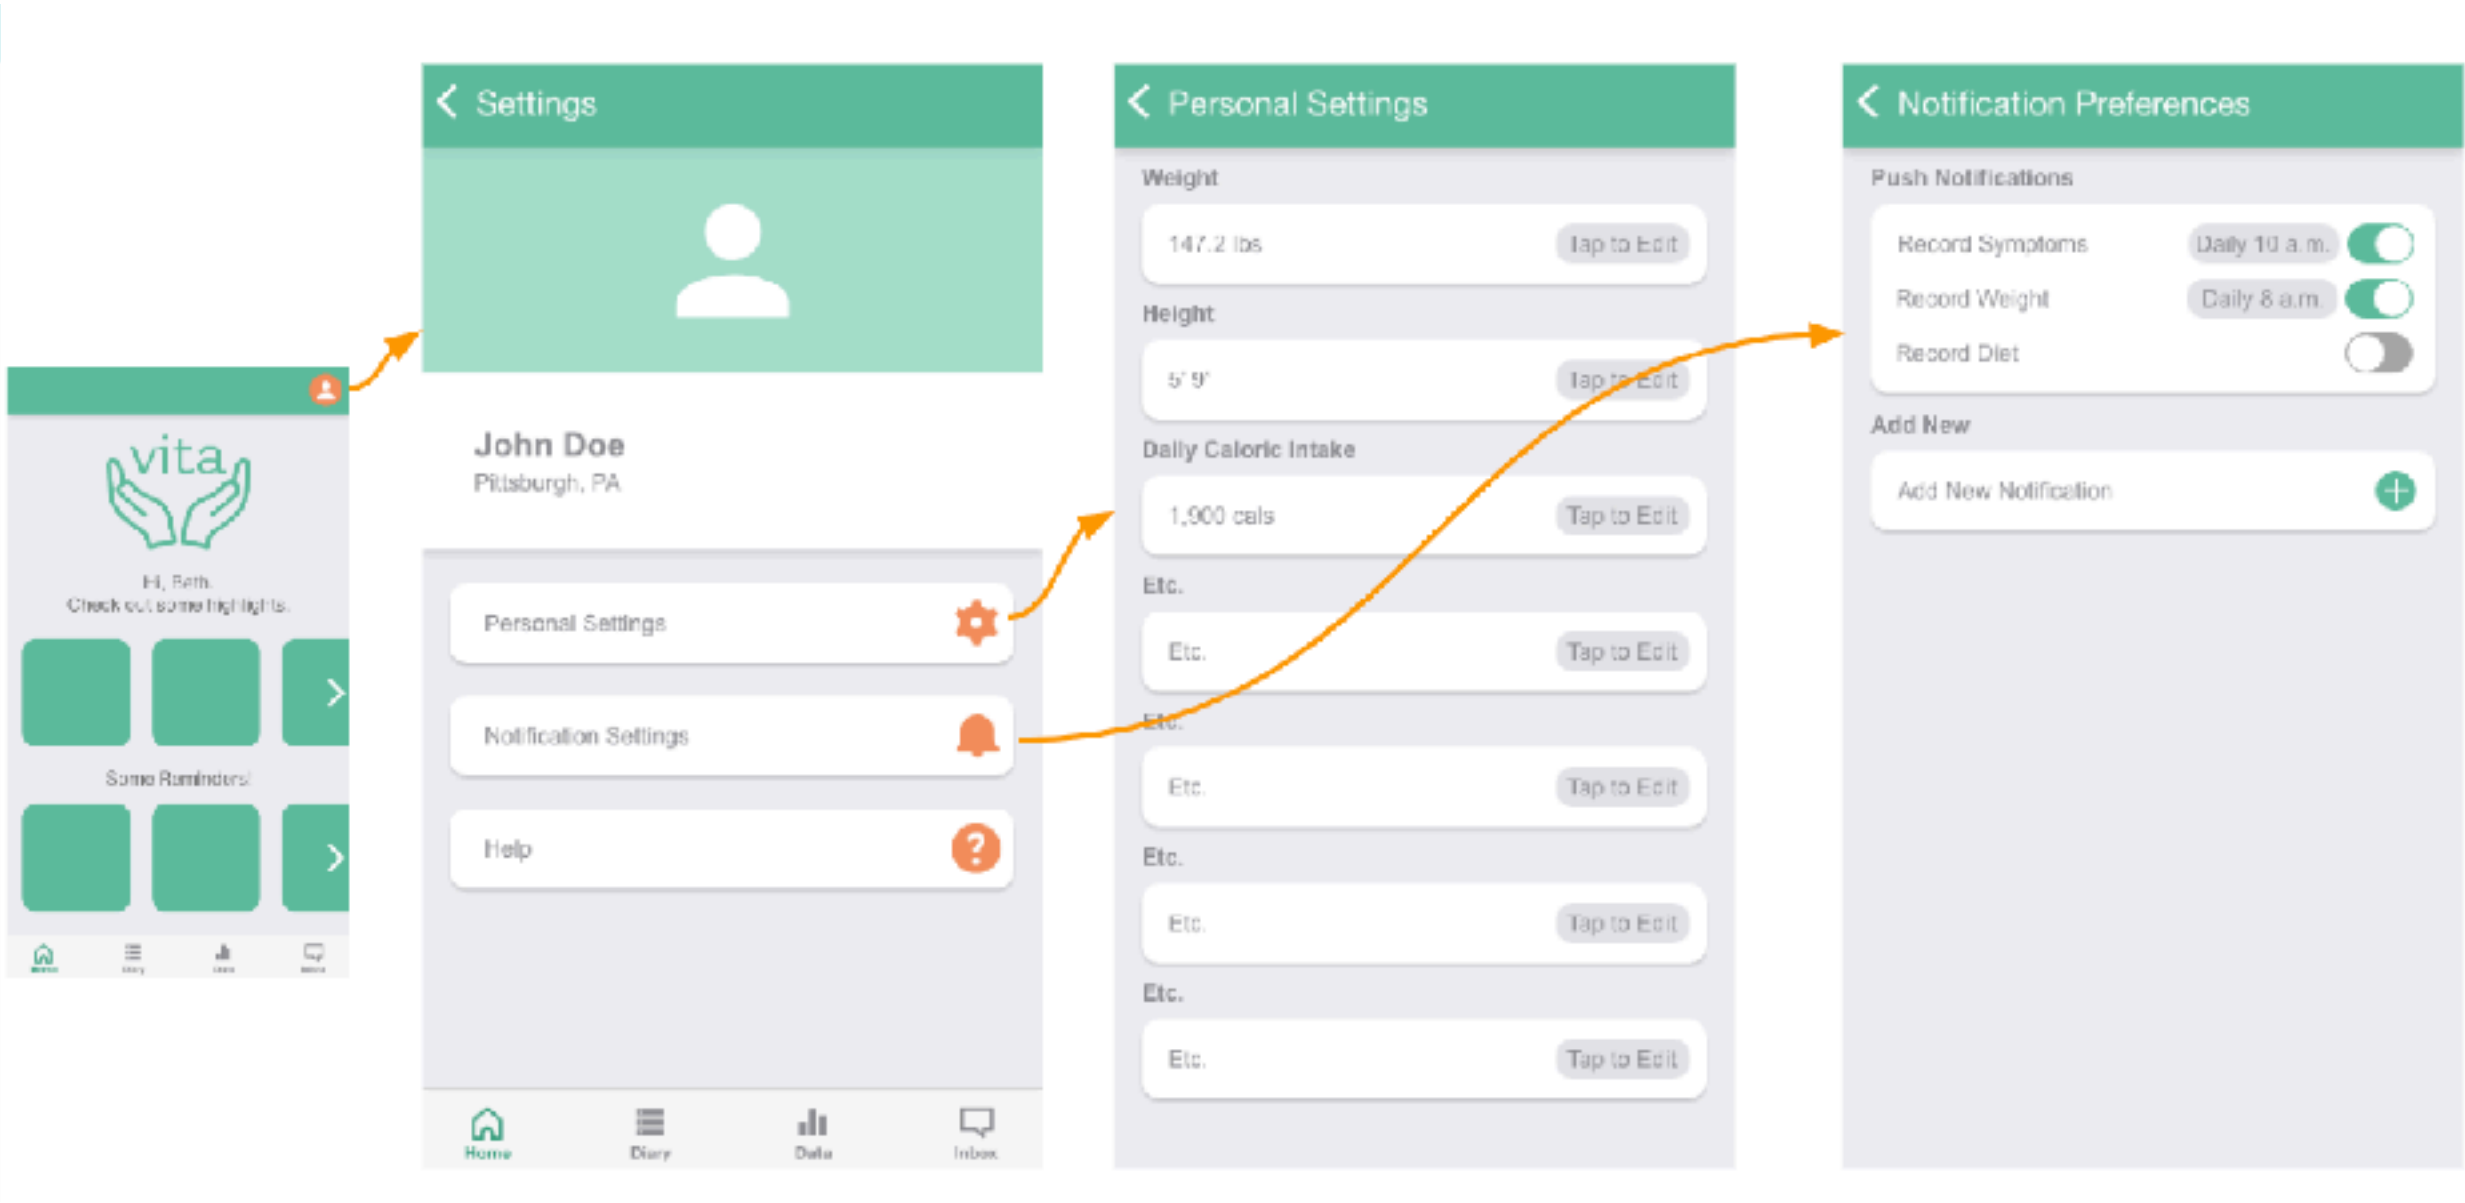 vita
Hi, Beth.
Check out some highlights.
Some Reminders!
Home
Diary
Data
Inbox
Settings
John Doe
Pittsburgh, PA
Personal Settings
Notification Settings
Help
Home
Diary
Data
Inbox
Personal Settings
Weight
147.2 lbs
Tap to Edit
Height
5' 9"
Tap to Edit
Daily Caloric Intake
1,900 cals
Tap to Edit
Etc.
Etc.
Tap to Edit
Etc.
Etc.
Tap to Edit
Etc.
Etc.
Tap to Edit
Etc.
Etc.
Tap to Edit
Notification Preferences
Push Notifications
Record Symptoms
Daily 10 a.m.
Record Weight
Daily 8 a.m.
Record Diet
Add New
Add New Notification